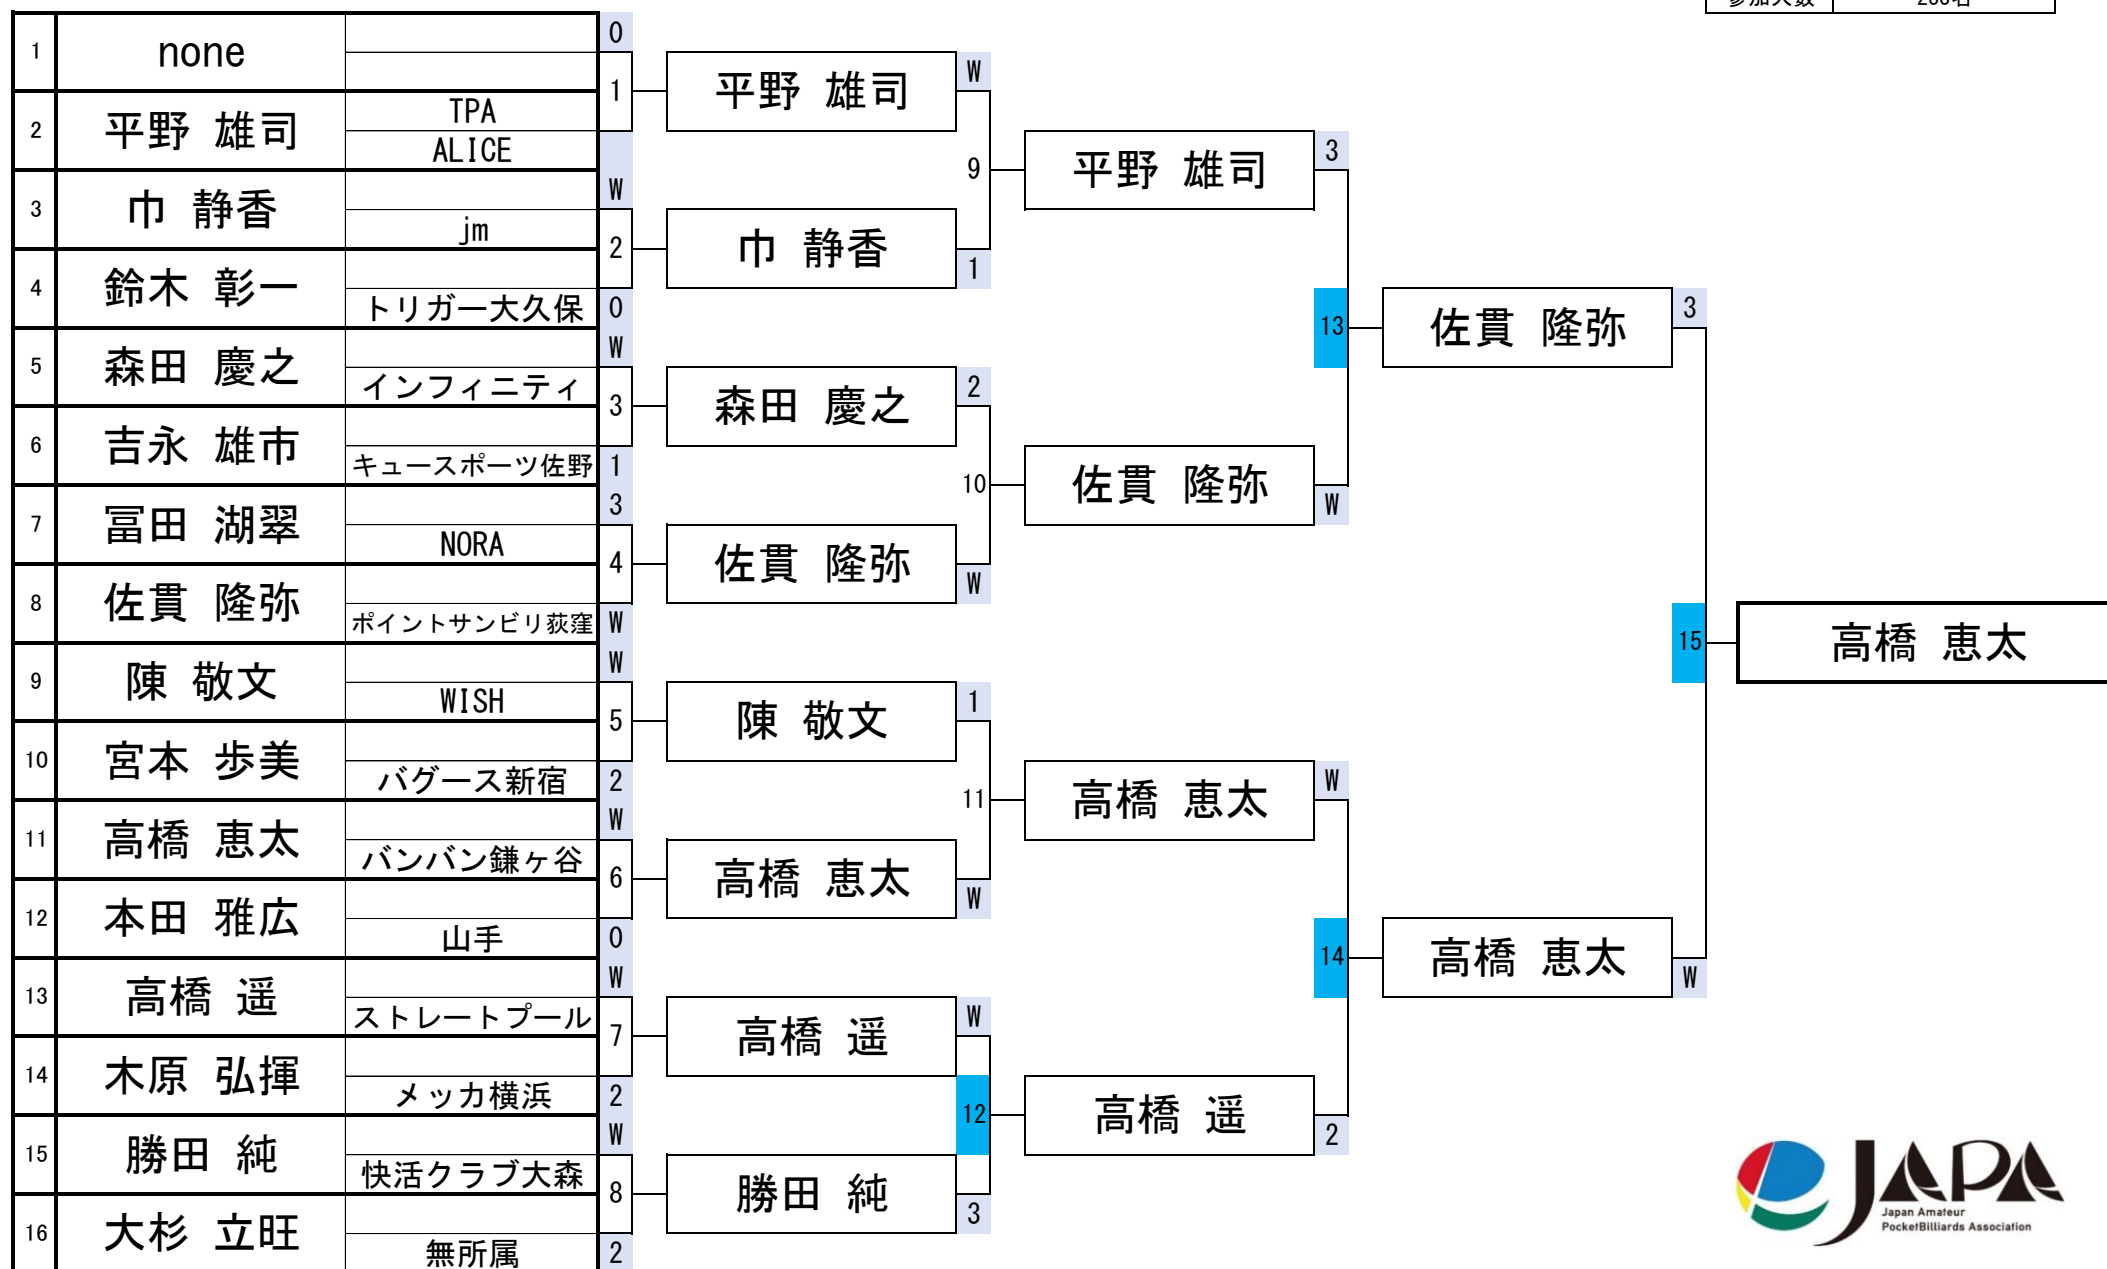 1 none 0
2 平野 雄司 TPA ALICE
3 巾 静香 jm W
4 鈴木 彰一 トリガー大久保 0
5 森田 慶之 インフィニティ W
6 吉永 雄市 キュースポーツ佐野 1
7 冨田 湖翠 NORA 3
8 佐貫 隆弥 ポイントサンビリ荻窪 W
9 陳 敬文 WISH W
10 宮本 歩美 バグース新宿 2
11 高橋 恵太 バンバン鎌ヶ谷 W
12 本田 雅広 山手 0
13 高橋 遥 ストレートプール W
14 木原 弘揮 メッカ横浜 2
15 勝田 純 快活クラブ大森 W
16 大杉 立旺 無所属 2
1 平野 雄司 W
2 巾 静香 1
3 森田 慶之 2
4 佐貫 隆弥 W
5 陳 敬文 1
6 高橋 恵太 W
7 高橋 遥 W
8 勝田 純 3
9 平野 雄司 3
10 佐貫 隆弥 W
11 高橋 恵太 W
12 高橋 遥 2
13 佐貫 隆弥 3
14 高橋 恵太 W
15 高橋 恵太
JAPA
Japan Amateur
PocketBilliards Association